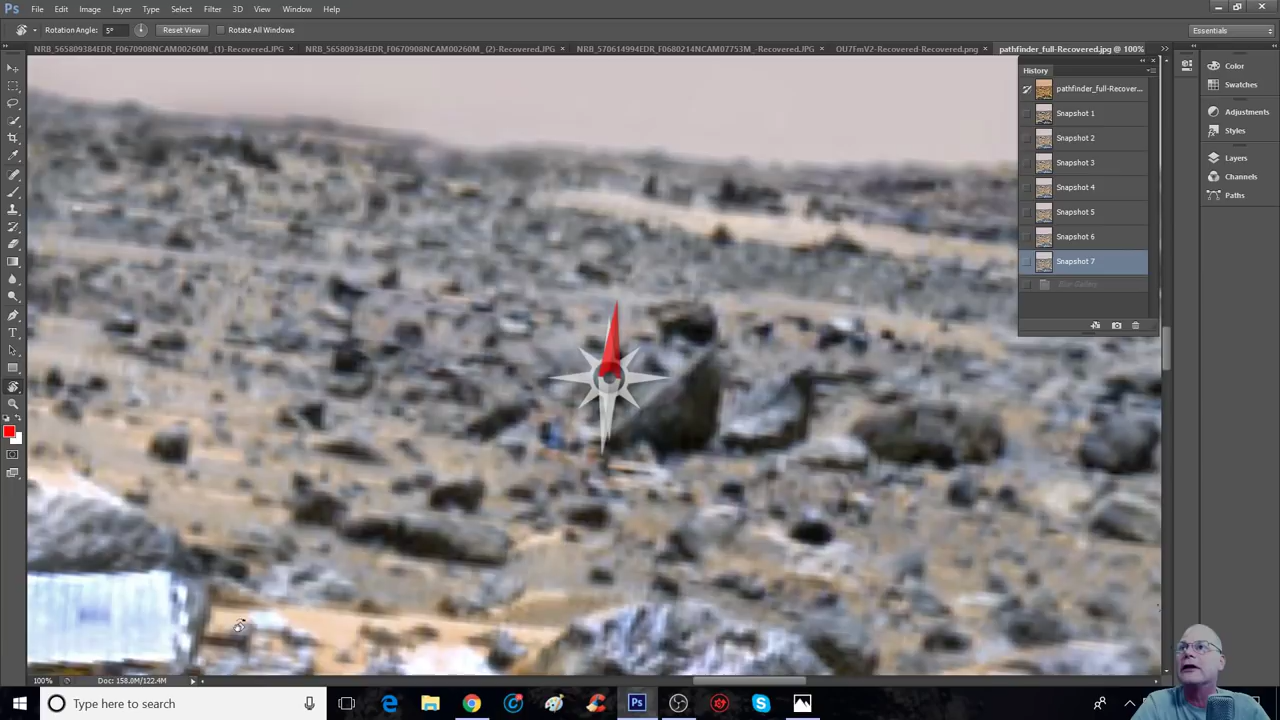 Ps File Edit Image Layer Type Select Filter 3D View Window Help
Rotation Angle: 5° Reset View Rotate All Windows Essentials
NRB_565809384EDR_F0670908NCAM00260M_ (1)-Recovered.JPG × NRB_565809384EDR_F0670908NCAM00260M_ (2)-Recovered.JPG × NRB_570614994EDR_F0680214NCAM07753M_-Recovered.JPG × OU7FmV2-Recovered-Recovered.png × pathfinder_full-Recovered.jpg @ 100%
History
pathfinder_full-Recover...
Snapshot 1
Snapshot 2
Snapshot 3
Snapshot 4
Snapshot 5
Snapshot 6
Snapshot 7
Color
Swatches
Adjustments
Styles
Layers
Channels
Paths
100% Doc: 158.0M/122.4M
Type here to search
Ps